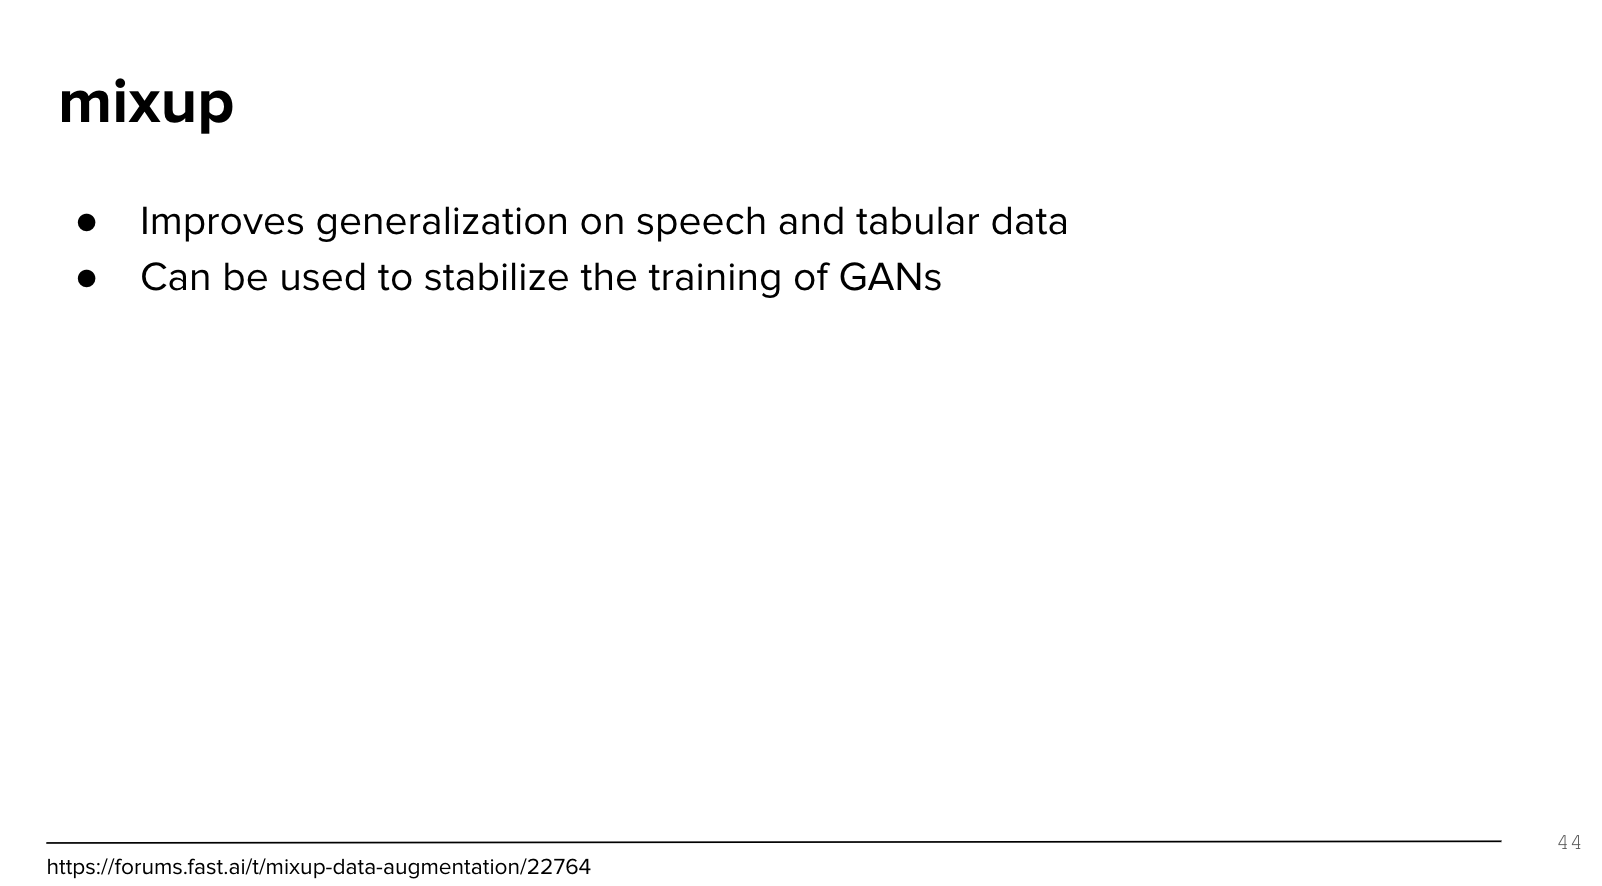 mixup
● Improves generalization on speech and tabular data
● Can be used to stabilize the training of GANs
44
https://forums.fast.ai/t/mixup-data-augmentation/22764